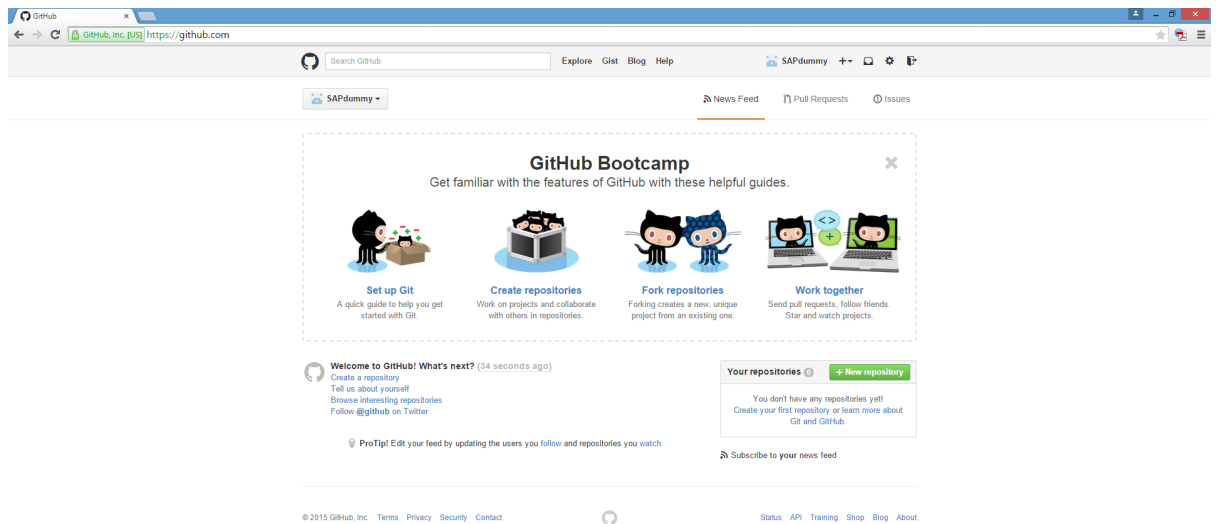 GitHub
GitHub, Inc. [US] https://github.com
Search GitHub
Explore Gist Blog Help
SAPdummy
SAPdummy
News Feed Pull Requests Issues
GitHub Bootcamp
Get familiar with the features of GitHub with these helpful guides.
Set up Git
A quick guide to help you get
started with Git.
Create repositories
Work on projects and collaborate
with others in repositories.
Fork repositories
Forking creates a new, unique
project from an existing one.
Work together
Send pull requests, follow friends.
Star and watch projects.
Welcome to GitHub! What's next? (34 seconds ago)
Create a repository
Tell us about yourself
Browse interesting repositories
Follow @github on Twitter
ProTip! Edit your feed by updating the users you follow and repositories you watch.
Your repositories 0 + New repository
You don't have any repositories yet!
Create your first repository or learn more about
Git and GitHub.
Subscribe to your news feed
© 2015 GitHub, Inc. Terms Privacy Security Contact
Status API Training Shop Blog About